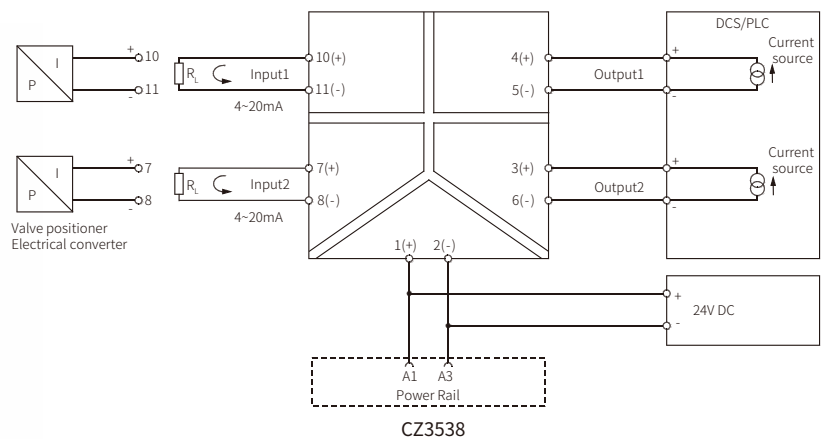 DCS/PLC
I
P
+
10
11
-
R_L
Input1
4~20mA
10(+)
11(-)
4(+)
5(-)
Output1
+
-
Current
source
I
P
+
7
8
-
Valve positioner
Electrical converter
R_L
Input2
4~20mA
7(+)
8(-)
3(+)
6(-)
Output2
+
-
Current
source
1(+)
2(-)
+
-
24V DC
A1
A3
Power Rail
CZ3538